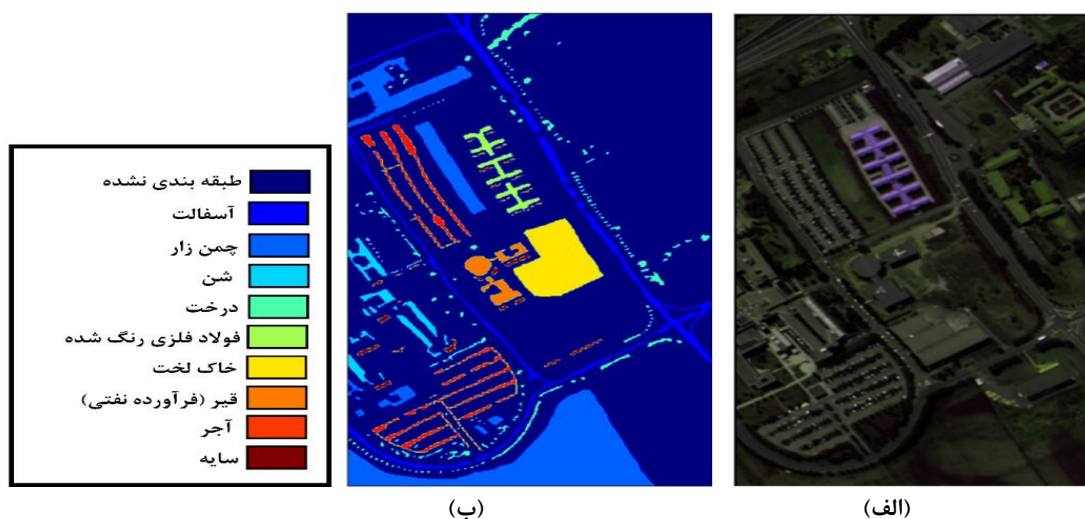 طبقه بندی نشده
آسفالت
چمن زار
شن
درخت
فولاد فلزی رنگ شده
خاک لخت
قیر (فرآورده نفتی)
آجر
سایه
(الف)
(ب)